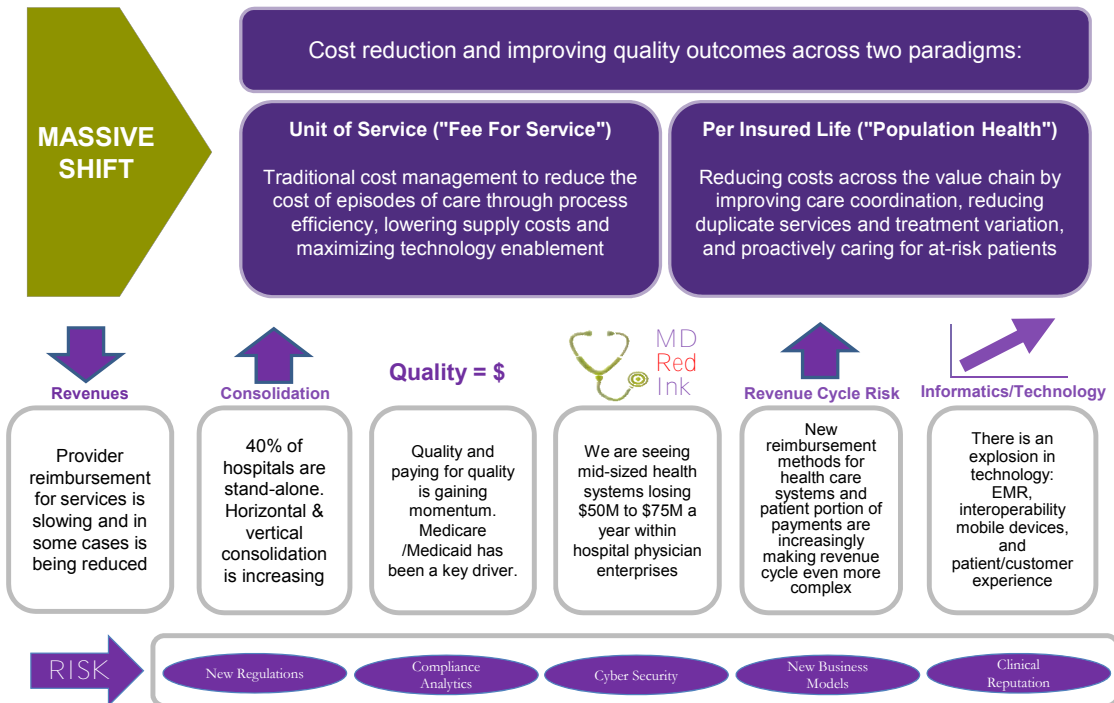 MASSIVE
SHIFT
Cost reduction and improving quality outcomes across two paradigms:
Unit of Service ("Fee For Service")
Traditional cost management to reduce the
cost of episodes of care through process
efficiency, lowering supply costs and
maximizing technology enablement
Per Insured Life ("Population Health")
Reducing costs across the value chain by
improving care coordination, reducing
duplicate services and treatment variation,
and proactively caring for at-risk patients
Revenues
Provider
reimbursement
for services is
slowing and in
some cases is
being reduced
Consolidation
40% of
hospitals are
stand-alone.
Horizontal &
vertical
consolidation
is increasing
Quality = $
Quality and
paying for quality
is gaining
momentum.
Medicare
/Medicaid has
been a key driver.
MD
Red
Ink
We are seeing
mid-sized health
systems losing
$50M to $75M a
year within
hospital physician
enterprises
Revenue Cycle Risk
New
reimbursement
methods for
health care
systems and
patient portion of
payments are
increasingly
making revenue
cycle even more
complex
Informatics/Technology
There is an
explosion in
technology:
EMR,
interoperability
mobile devices,
and
patient/customer
experience
RISK
New Regulations
Compliance
Analytics
Cyber Security
New Business
Models
Clinical
Reputation